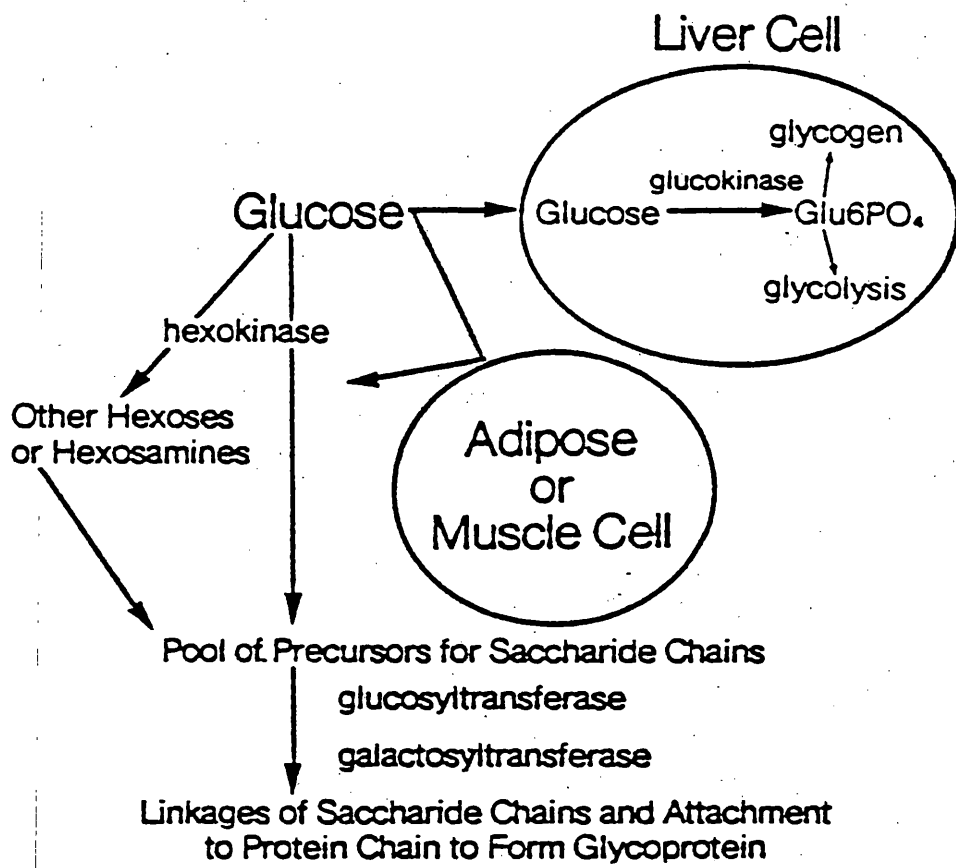 Liver Cell
glycogen
glucokinase
Glucose
Glucose
Glu6PO₄
glycolysis
hexokinase
Other Hexoses
or Hexosamines
Adipose
or
Muscle Cell
Pool of Precursors for Saccharide Chains
glucosyltransferase
galactosyltransferase
Linkages of Saccharide Chains and Attachment
to Protein Chain to Form Glycoprotein